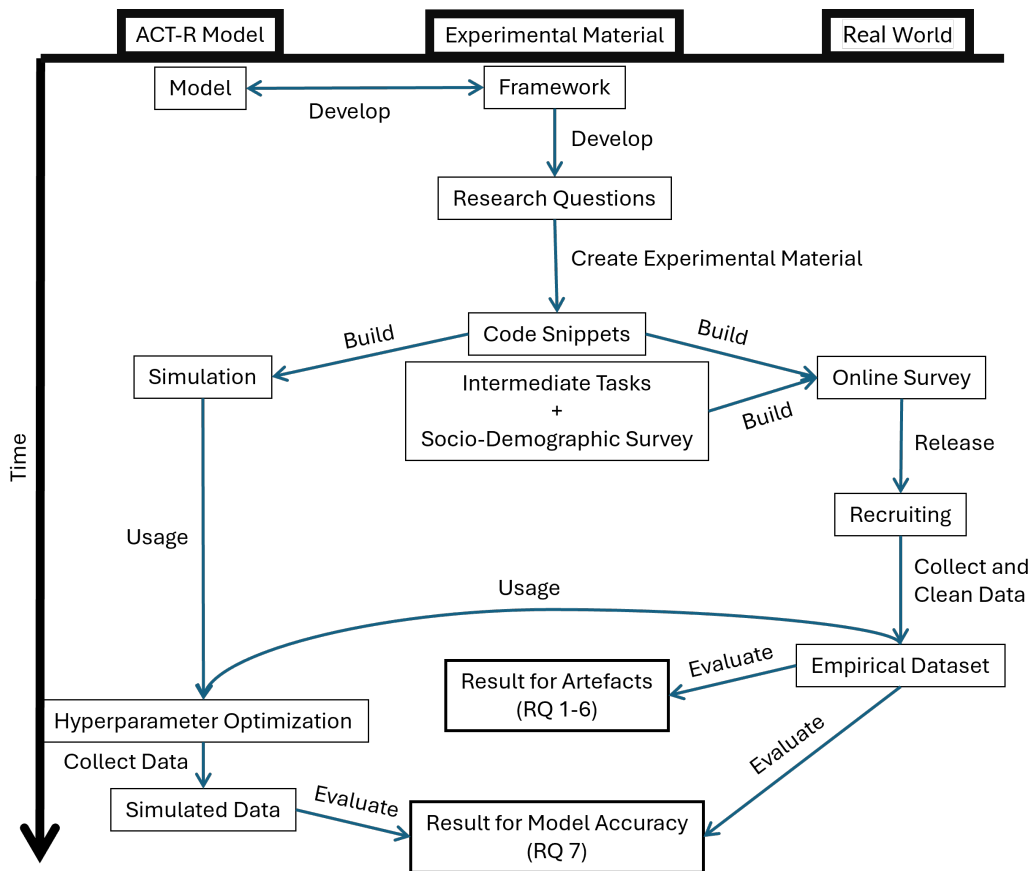 ACT-R Model
Experimental Material
Real World
Model
Develop
Framework
Develop
Research Questions
Create Experimental Material
Code Snippets
Build
Build
Simulation
Intermediate Tasks
+
Socio-Demographic Survey
Build
Online Survey
Release
Time
Recruiting
Usage
Collect and
Clean Data
Usage
Empirical Dataset
Evaluate
Result for Artefacts
(RQ 1-6)
Hyperparameter Optimization
Evaluate
Collect Data
Simulated Data
Evaluate
Result for Model Accuracy
(RQ 7)